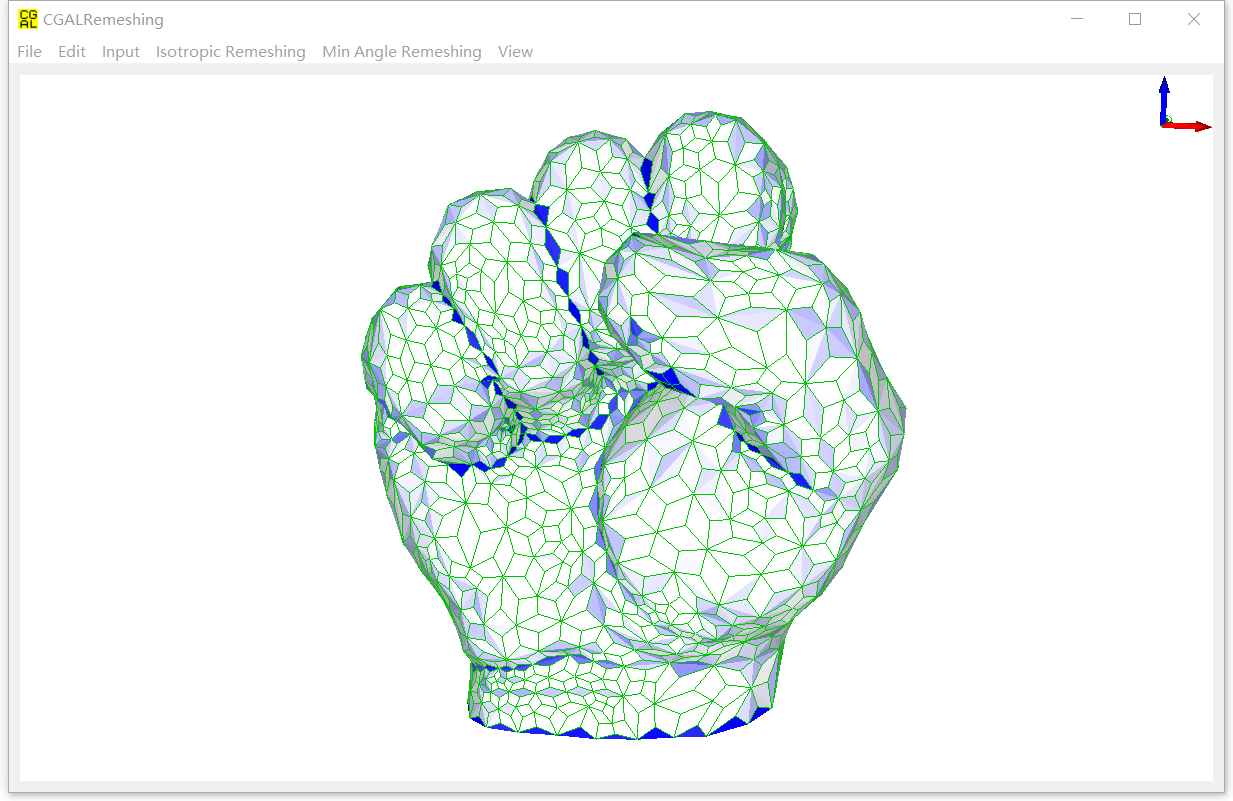 CG
AL CGALRemeshing
File Edit Input Isotropic Remeshing Min Angle Remeshing View